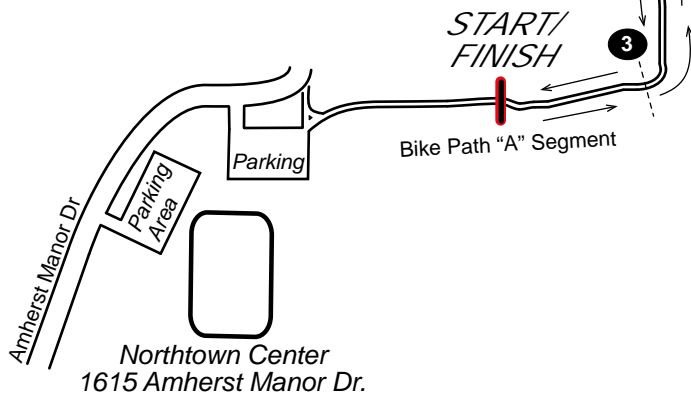 START/
FINISH
3
Bike Path “A” Segment
Parking
Parking
Area
Amherst Manor Dr
Northtown Center
1615 Amherst Manor Dr.